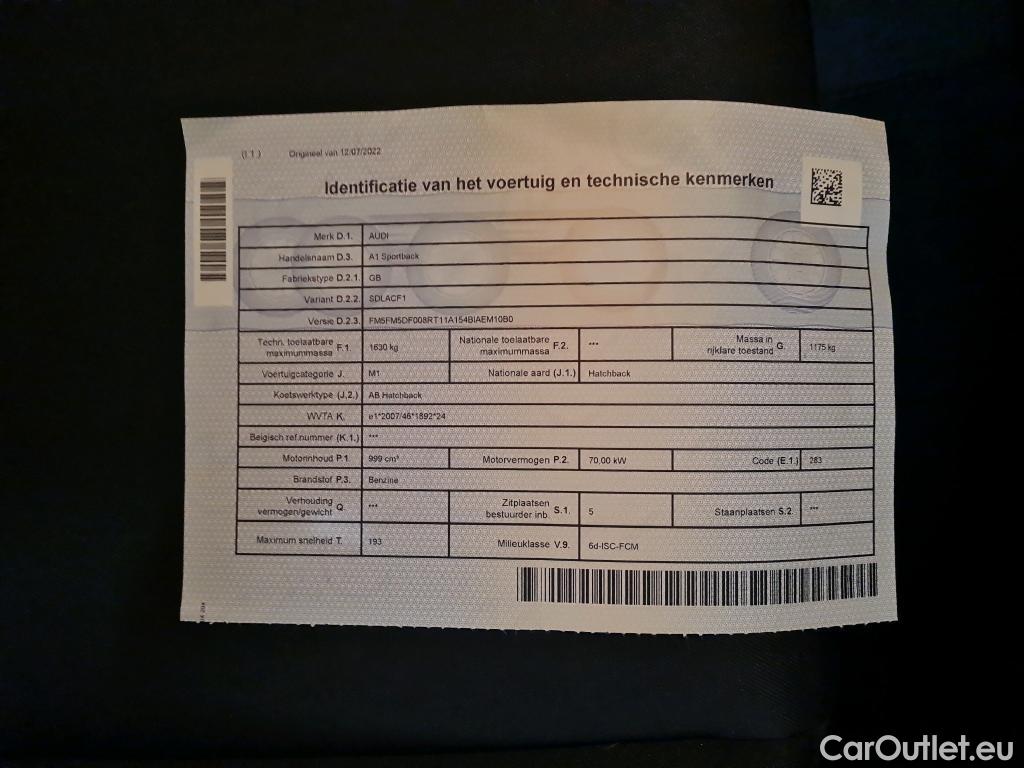 (I.1.) Origineel van 12/07/2022
Identificatie van het voertuig en technische kenmerken
Merk D.1. AUDI
Handelsnaam D.3. A1 Sportback
Fabriekstype D.2.1. GB
Variant D.2.2. SDLACF1
Versie D.2.3. FM5FM5DF008RT11A154BIAEM10B0
Techn. toelaatbare maximummassa F.1. 1630 kg Nationale toelaatbare maximummassa F.2. *** Massa in rijklare toestand G. 1175 kg
Voertuigcategorie J. M1 Nationale aard (J.1.) Hatchback
Koetswerktype (J.2.) AB Hatchback
WVTA K. e1*2007/46*1892*24
Belgisch ref.nummer (K.1.) ***
Motorinhoud P.1. 999 cm³ Motorvermogen P.2. 70,00 kW Code (E.1.) 283
Brandstof P.3. Benzine
Verhouding vermogen/gewicht Q. *** Zitplaatsen bestuurder inb. S.1. 5 Staanplaatsen S.2. ***
Maximum snelheid T. 193 Milieuklasse V.9. 6d-ISC-FCM
CarOutlet.eu